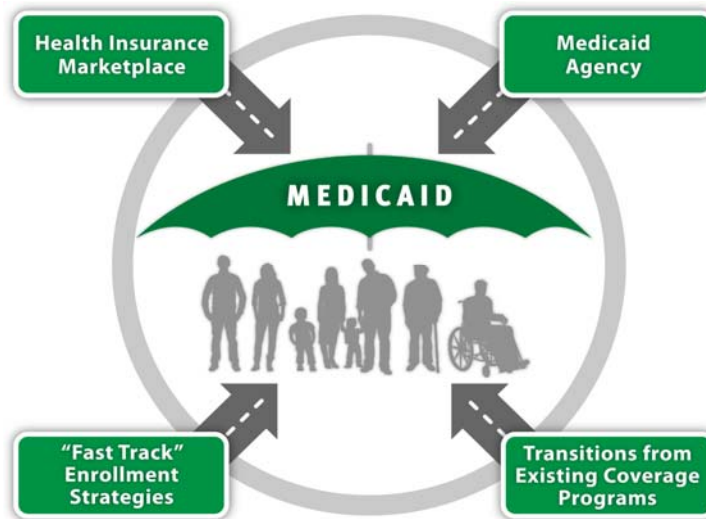 Health Insurance
Marketplace
Medicaid
Agency
MEDICAID
“Fast Track”
Enrollment
Strategies
Transitions from
Existing Coverage
Programs